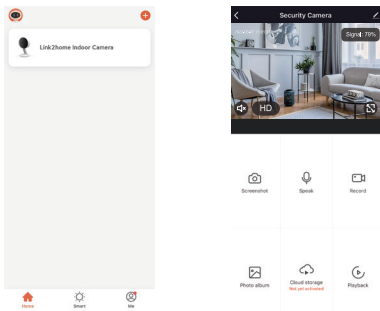 Link2home Indoor Camera
Home
Smart
Me
Security Camera
Signal: 79%
HD
Screenshot
Speak
Record
Photo album
Cloud storage
Not yet activated
Playback